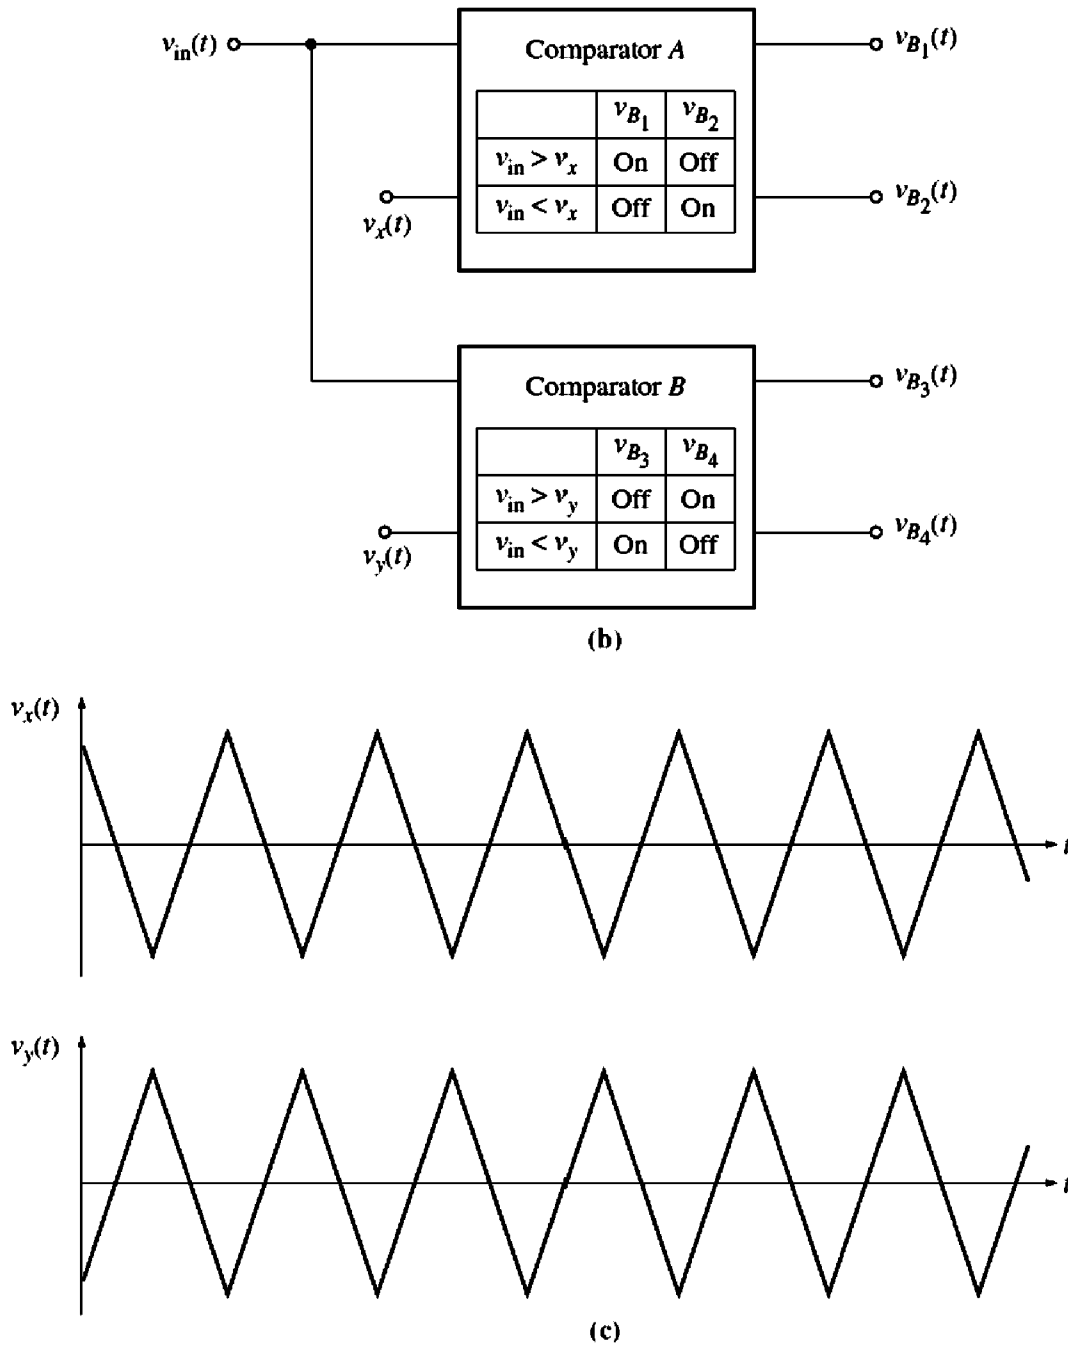 v_in(t)
Comparator A
v_B1(t)
v_B1 v_B2
v_in > v_x On Off
v_in < v_x Off On
v_x(t)
v_B2(t)
Comparator B
v_B3(t)
v_B3 v_B4
v_in > v_y Off On
v_in < v_y On Off
v_y(t)
v_B4(t)
(b)
v_x(t)
t
v_y(t)
t
(c)